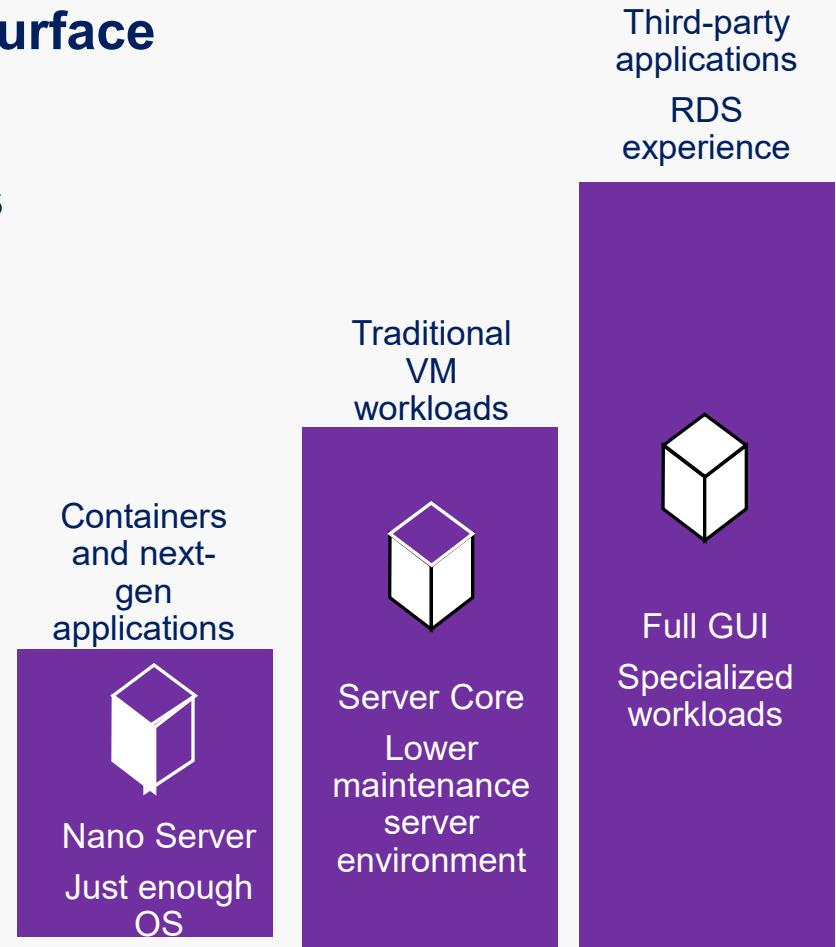 Third-party
applications
RDS
experience
Traditional
VM
workloads
Containers
and next-
gen
applications
Nano Server
Just enough
OS
Server Core
Lower
maintenance
server
environment
Full GUI
Specialized
workloads